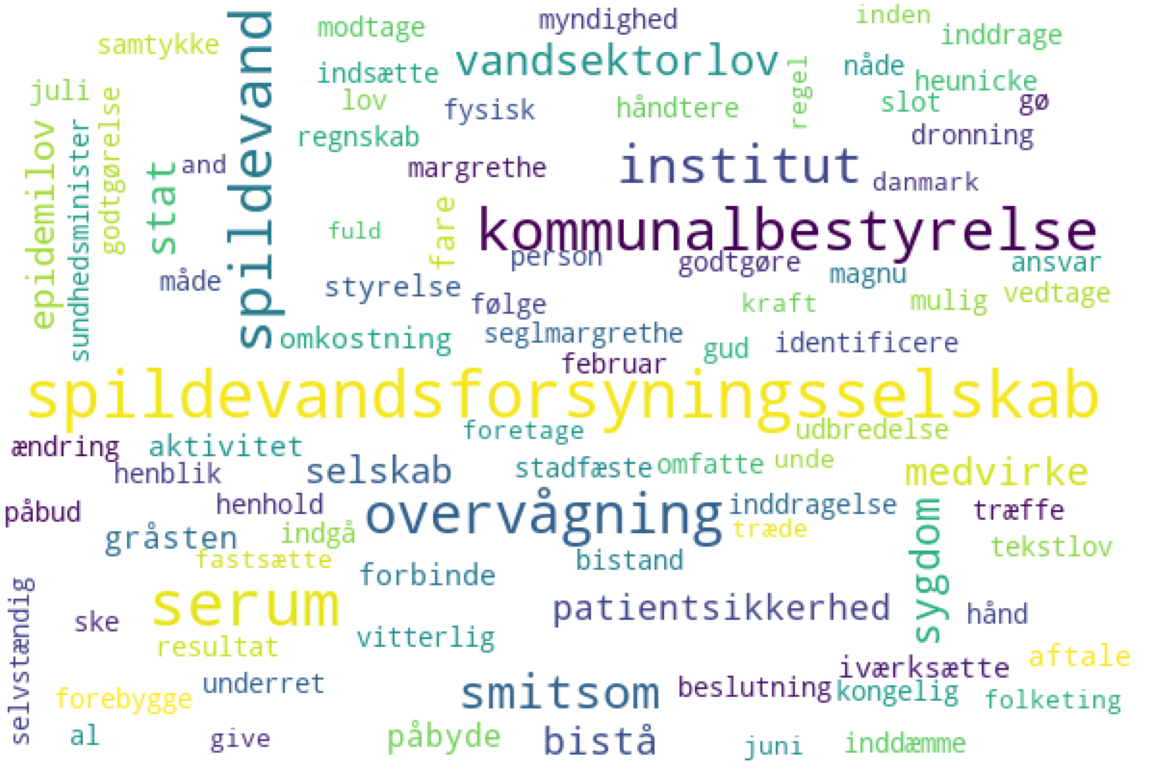 samtykke
spildevand
modtage
myndighed
inden
inddrage
vandsektorlov
indsætte
nåde
heunicke
juli
lov
fysisk
håndtere
regel
slot
gø
regnskab
dronning
epidemilov
sundhedsminister
godtgørelse
stat
and
margrethe
institut
danmark
fuld
fare
kommunalbestyrelse
person
godtgøre
magnu
ansvar
måde
styrelse
følge
kraft
mulig
vedtage
omkostning
seglmargrethe
gud
identificere
februar
spildevandsforsyningsselskab
ændring
aktivitet
foretage
udbredelse
henblik
selskab
stadfæste
omfatte
unde
medvirke
påbud
henhold
overvågning
inddragelse
træffe
gråsten
indgå
træde
sygdom
tekstlov
fastsætte
forbinde
bistand
selvstændig
ske
serum
patientsikkerhed
hånd
resultat
vitterlig
iværksætte
aftale
forebygge
underret
smitsom
beslutning
kongelig
folketing
al
give
påbyde
bistå
juni
inddæmme